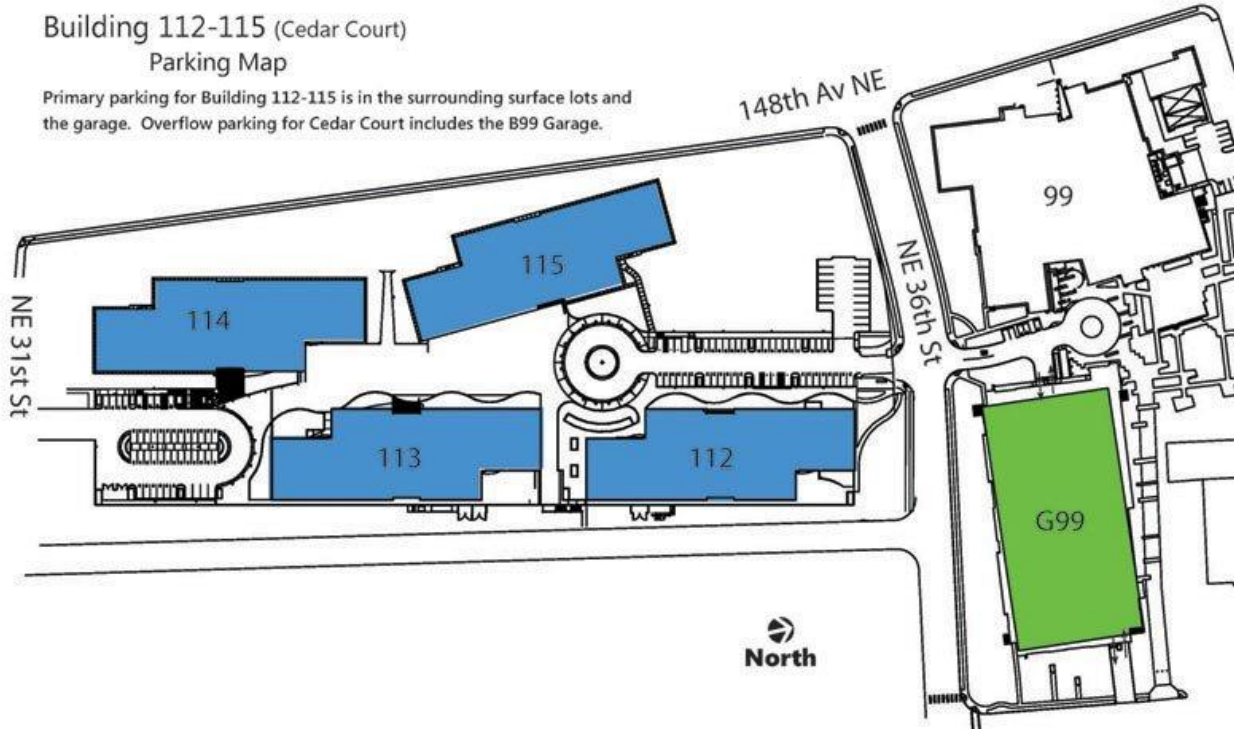 Building 112-115 (Cedar Court)
Parking Map
Primary parking for Building 112-115 is in the surrounding surface lots and
the garage.  Overflow parking for Cedar Court includes the B99 Garage.
148th Av NE
99
115
NE 36th St
114
NE 31st St
113
112
G99
North